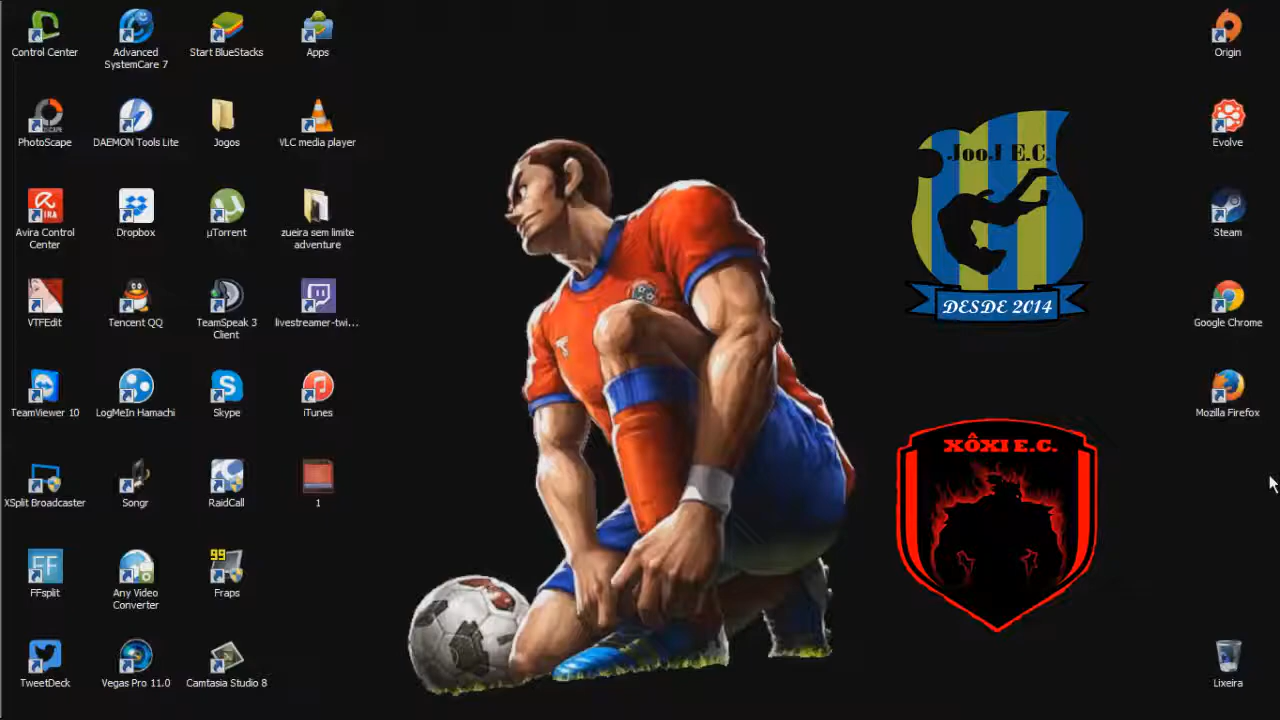 Control Center
Advanced
SystemCare 7
Start BlueStacks
Apps
Origin
PhotoScape
DAEMON Tools Lite
Jogos
VLC media player
Evolve
JooJ E.C.
Avira Control
Center
Dropbox
µTorrent
zueira sem limite
adventure
Steam
DESDE 2014
VTFEdit
Tencent QQ
TeamSpeak 3
Client
livestreamer-twi...
Google Chrome
TeamViewer 10
LogMeIn Hamachi
Skype
iTunes
Mozilla Firefox
XÔXI E.C.
XSplit Broadcaster
Songr
RaidCall
1
FF
FFsplit
Any Video
Converter
99
Fraps
TweetDeck
Vegas Pro 11.0
Camtasia Studio 8
Lixeira